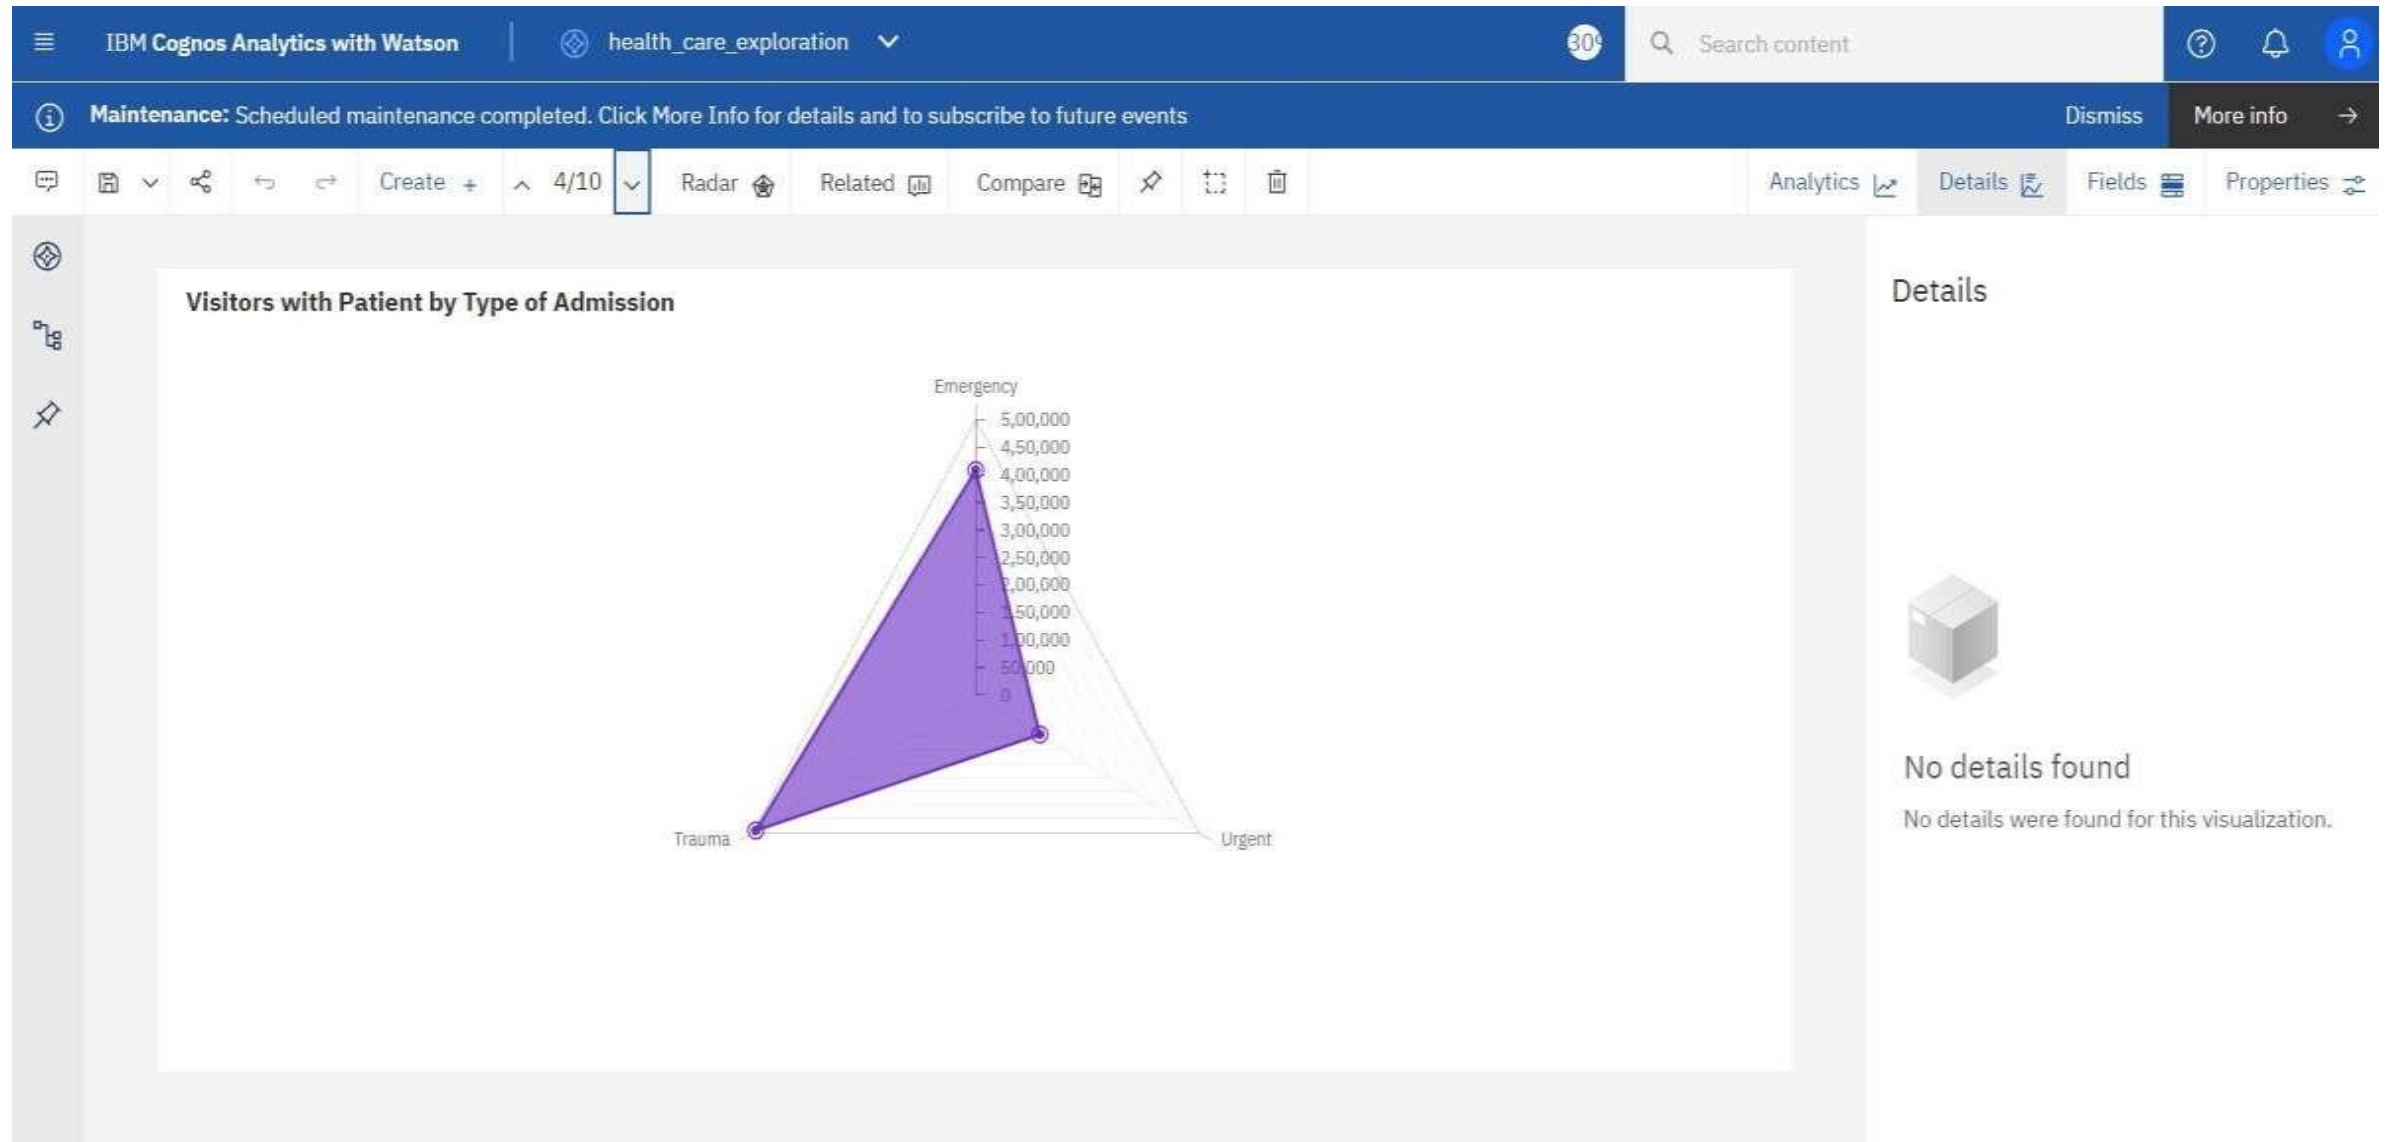 IBM Cognos Analytics with Watson health_care_exploration 30 Search content
Maintenance: Scheduled maintenance completed. Click More Info for details and to subscribe to future events Dismiss More info
Create + 4/10 Radar Related Compare Analytics Details Fields Properties
Visitors with Patient by Type of Admission
Emergency
5,00,000
4,50,000
4,00,000
3,50,000
3,00,000
2,50,000
2,00,000
1,50,000
1,00,000
50,000
0
Trauma
Urgent
Details
No details found
No details were found for this visualization.